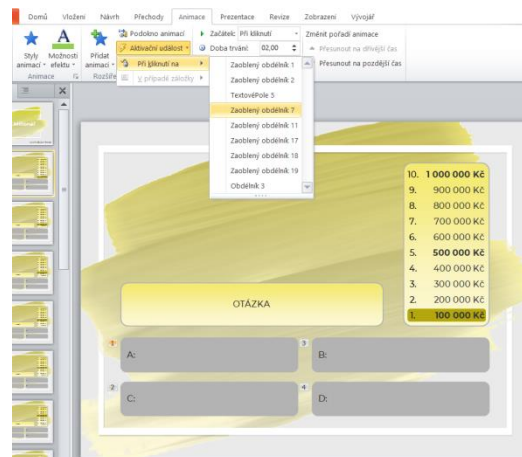 Domů Vložení Návrh Přechody Animace Prezentace Revize Zobrazení Vývojář
Styly animací
Možnosti efektu
Přidat animaci
Podokno animací
Aktivační událost
Začátek: Při kliknutí
Doba trvání: 02,00
Změnit pořadí animace
Přesunout na dřívější čas
Přesunout na pozdější čas
Animace
Rozšíře
Při kliknutí na
V případě záložky
Zaoblený obdélník 1
Zaoblený obdélník 2
TextovéPole 5
Zaoblený obdélník 7
Zaoblený obdélník 11
Zaoblený obdélník 17
Zaoblený obdélník 18
Zaoblený obdélník 19
Obdélník 3
10. 1 000 000 Kč
9. 900 000 Kč
8. 800 000 Kč
7. 700 000 Kč
6. 600 000 Kč
5. 500 000 Kč
4. 400 000 Kč
3. 300 000 Kč
2. 200 000 Kč
1. 100 000 Kč
OTÁZKA
1 A:
3 B:
2 C:
4 D: